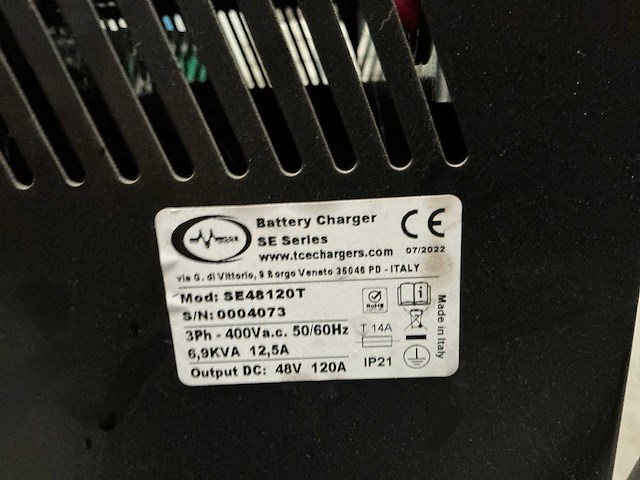 Battery Charger
SE Series
www.tcechargers.com
07/2022
via G. di Vittorio, 9 Borgo Veneto 35046 PD - ITALY
Mod: SE48120T
S/N: 0004073
3Ph - 400Va.c. 50/60Hz
6,9KVA 12,5A
Output DC: 48V 120A
RoHS
T 14A
IP21
Made in Italy
CE